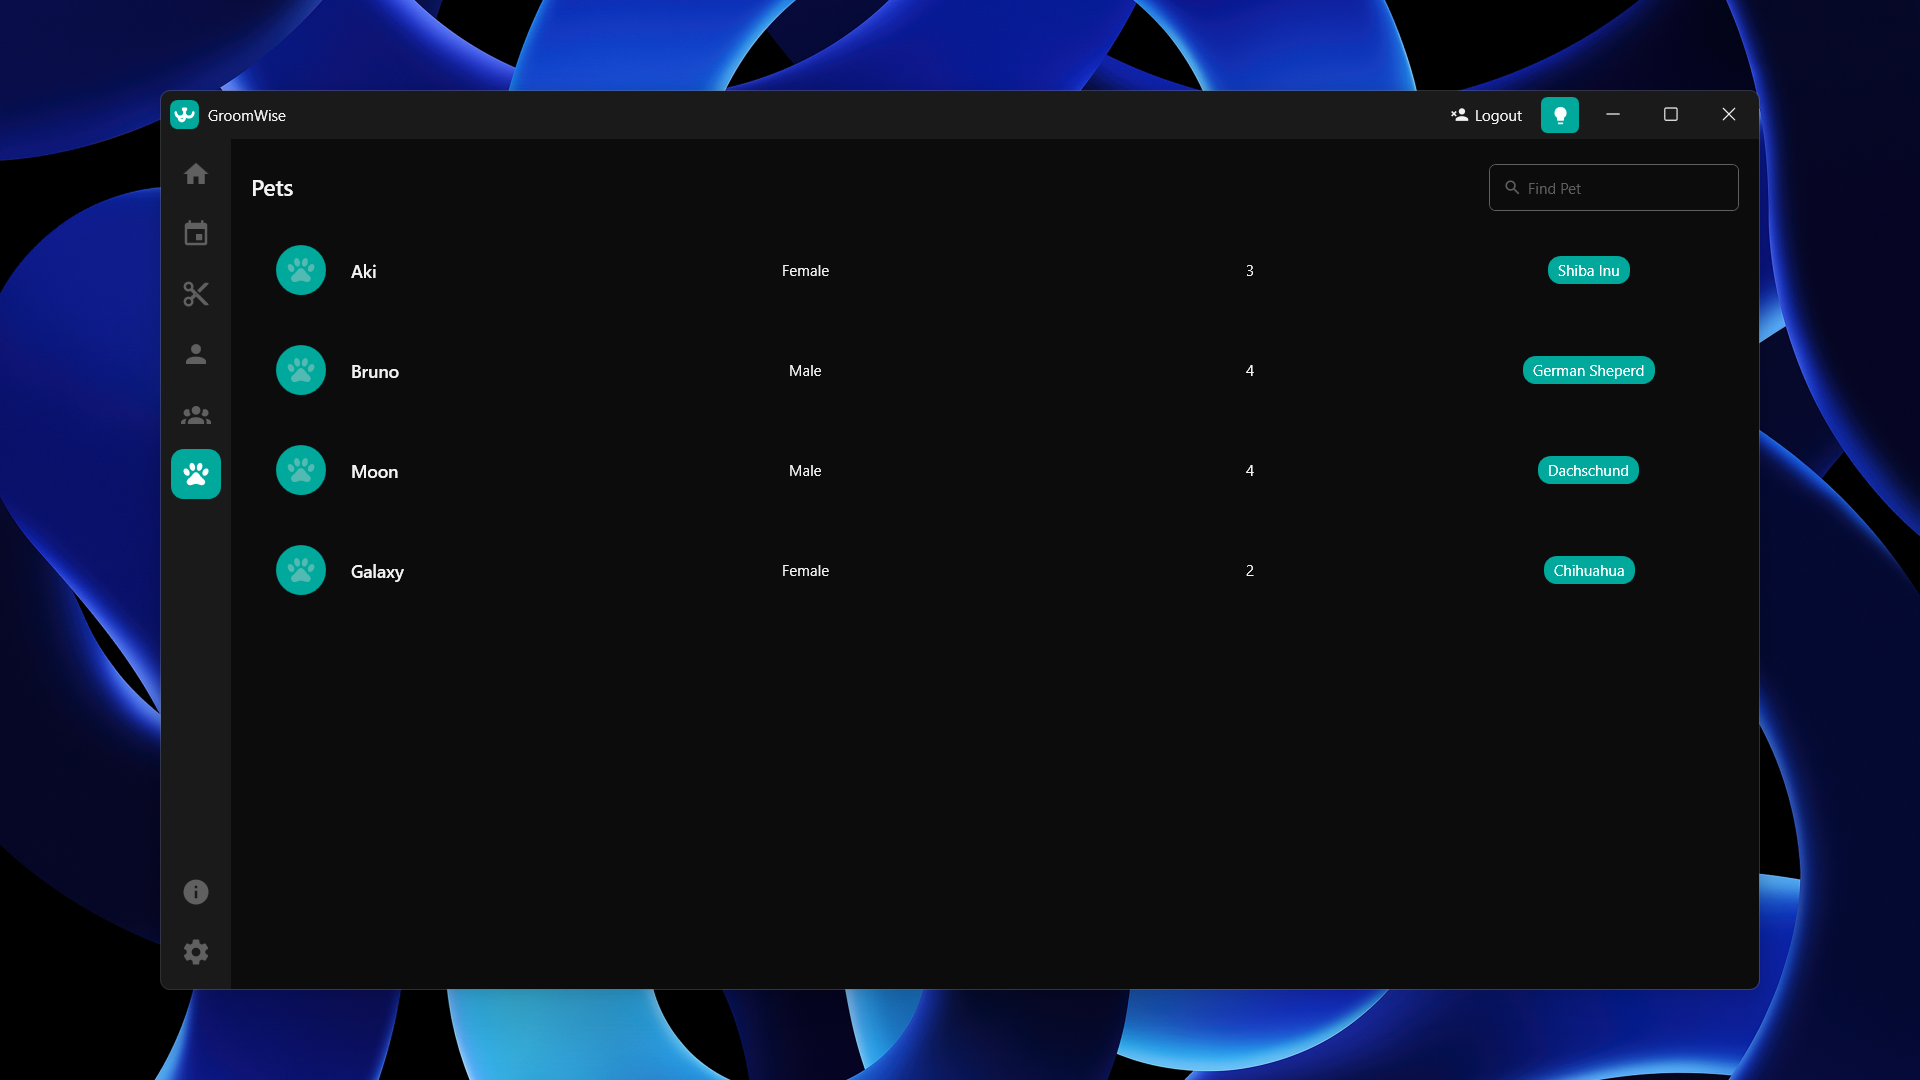 GroomWise
Logout
Pets
Find Pet
Aki Female 3 Shiba Inu
Bruno Male 4 German Sheperd
Moon Male 4 Dachschund
Galaxy Female 2 Chihuahua